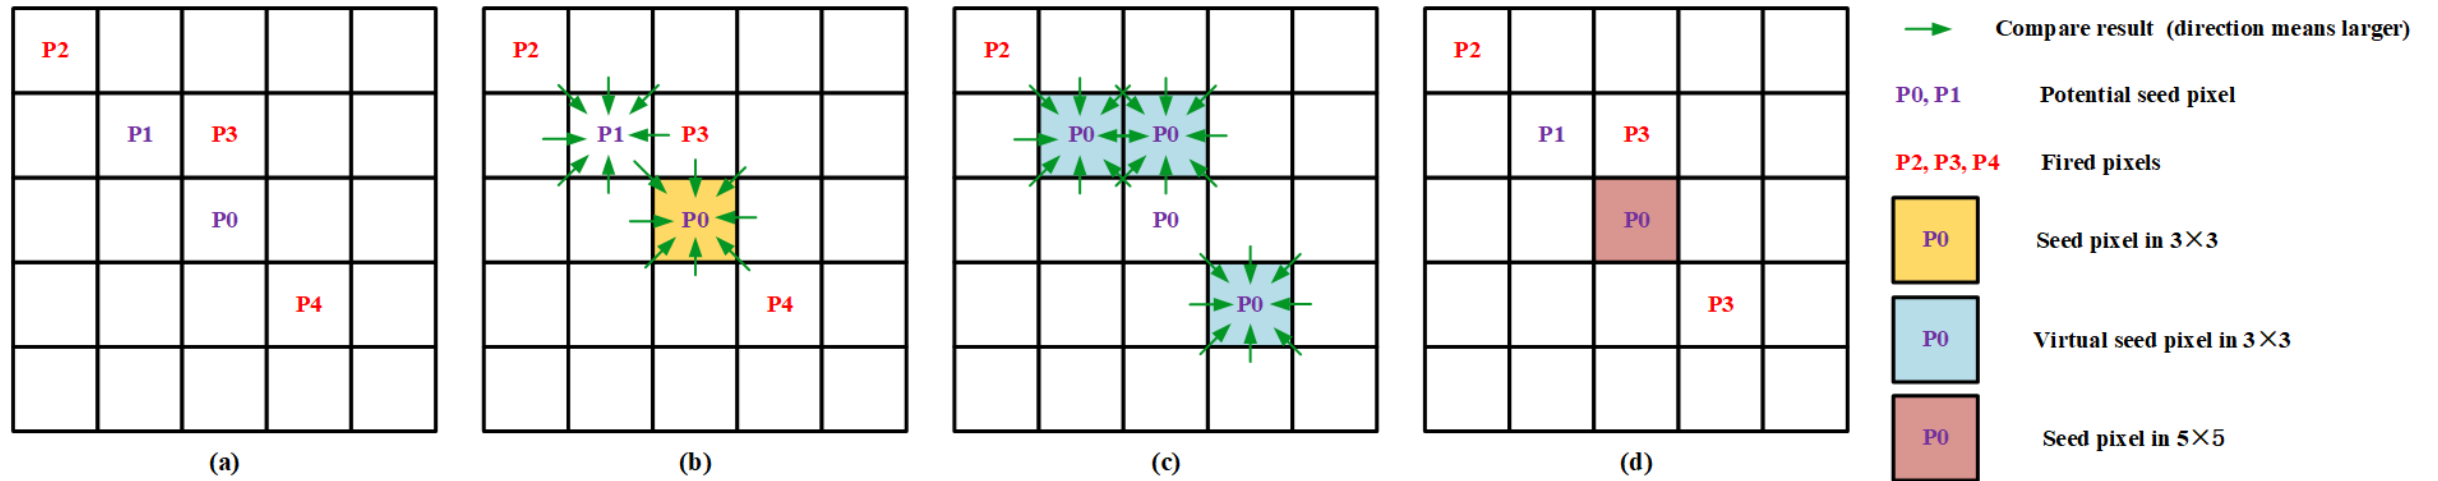 P2
P1 P3
P0
P4
(a)
P2
P1 P3
P0
P4
(b)
P2
P0 P0
P0
P0
(c)
P2
P1 P3
P0
P3
(d)
Compare result (direction means larger)
P0, P1 Potential seed pixel
P2, P3, P4 Fired pixels
P0 Seed pixel in 3×3
P0 Virtual seed pixel in 3×3
P0 Seed pixel in 5×5